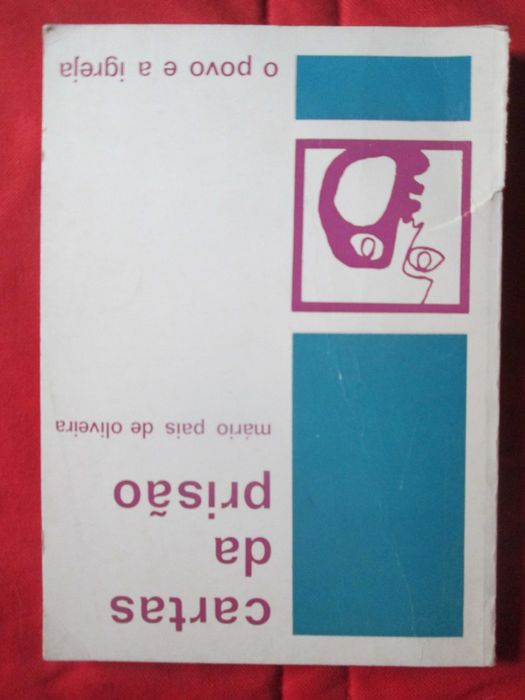 cartas
da
prisão
mário pais de oliveira
o povo e a igreja